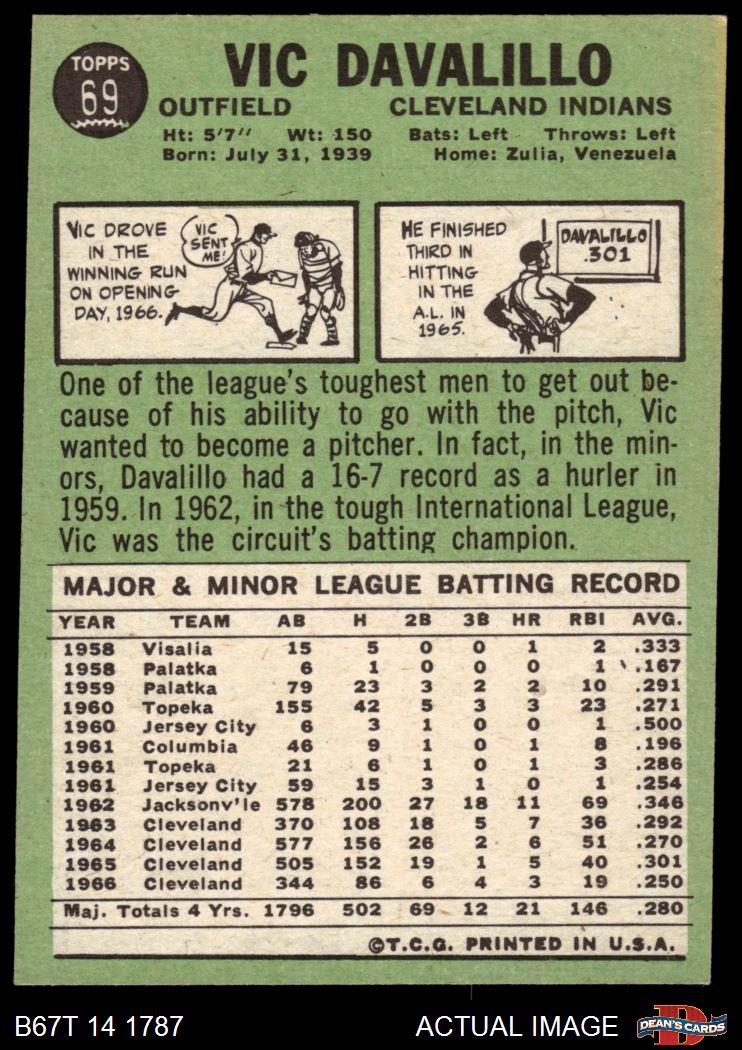 TOPPS
69
VIC DAVALILLO
OUTFIELD CLEVELAND INDIANS
Ht: 5'7" Wt: 150 Bats: Left Throws: Left
Born: July 31, 1939 Home: Zulia, Venezuela
VIC DROVE
IN THE
WINNING RUN
ON OPENING
DAY, 1966.
VIC
SENT
ME!
HE FINISHED
THIRD IN
HITTING
IN THE
A.L. IN
1965.
DAVALILLO
.301
One of the league's toughest men to get out be-
cause of his ability to go with the pitch, Vic
wanted to become a pitcher. In fact, in the min-
ors, Davalillo had a 16-7 record as a hurler in
1959. In 1962, in the tough International League,
Vic was the circuit's batting champion.
MAJOR & MINOR LEAGUE BATTING RECORD
YEAR TEAM AB H 2B 3B HR RBI AVG.
1958 Visalia 15 5 0 0 1 2 .333
1958 Palatka 6 1 0 0 0 1 .167
1959 Palatka 79 23 3 2 2 10 .291
1960 Topeka 155 42 5 3 3 23 .271
1960 Jersey City 6 3 1 0 0 1 .500
1961 Columbia 46 9 1 0 1 8 .196
1961 Topeka 21 6 1 0 1 3 .286
1961 Jersey City 59 15 3 1 0 1 .254
1962 Jacksonv'le 578 200 27 18 11 69 .346
1963 Cleveland 370 108 18 5 7 36 .292
1964 Cleveland 577 156 26 2 6 51 .270
1965 Cleveland 505 152 19 1 5 40 .301
1966 Cleveland 344 86 6 4 3 19 .250
Maj. Totals 4 Yrs. 1796 502 69 12 21 146 .280
©T.C.G. PRINTED IN U.S.A.
B67T 14 1787 ACTUAL IMAGE
D
DEAN'S CARDS